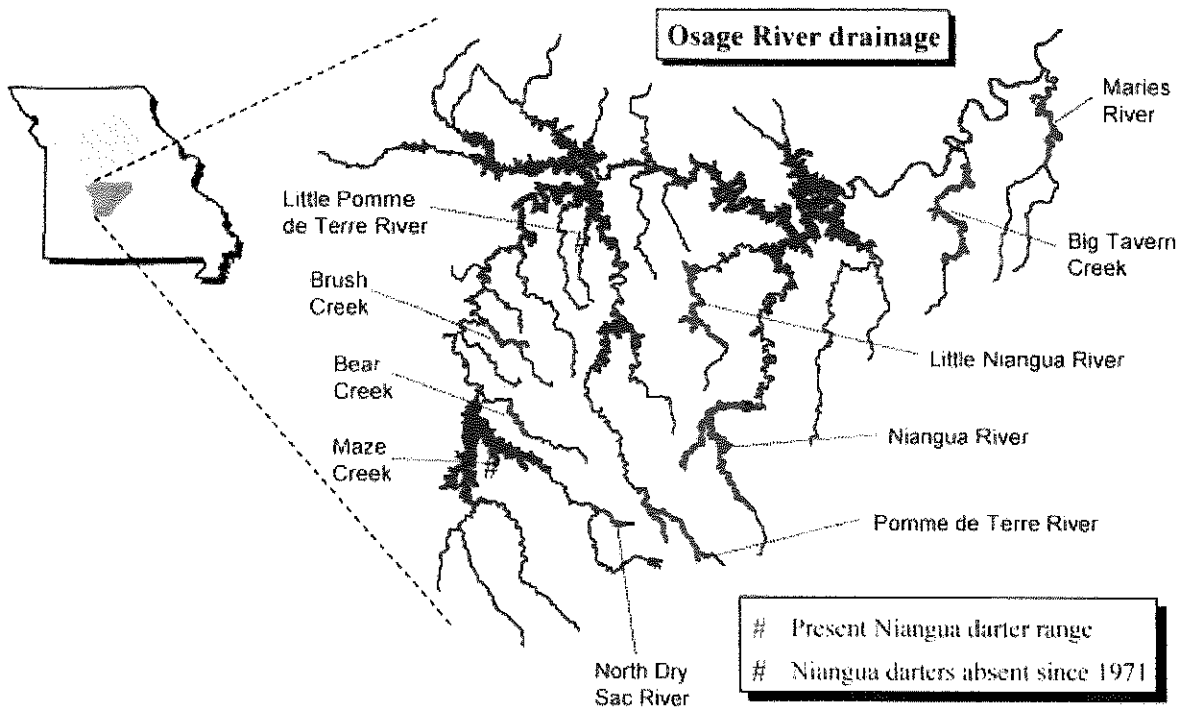 Osage River drainage
Maries
River
Little Pomme
de Terre River
Big Tavern
Creek
Brush
Creek
Little Niangua River
Bear
Creek
Niangua River
Maze
Creek
#
Pomme de Terre River
# Present Niangua darter range
# Niangua darters absent since 1971
North Dry
Sac River